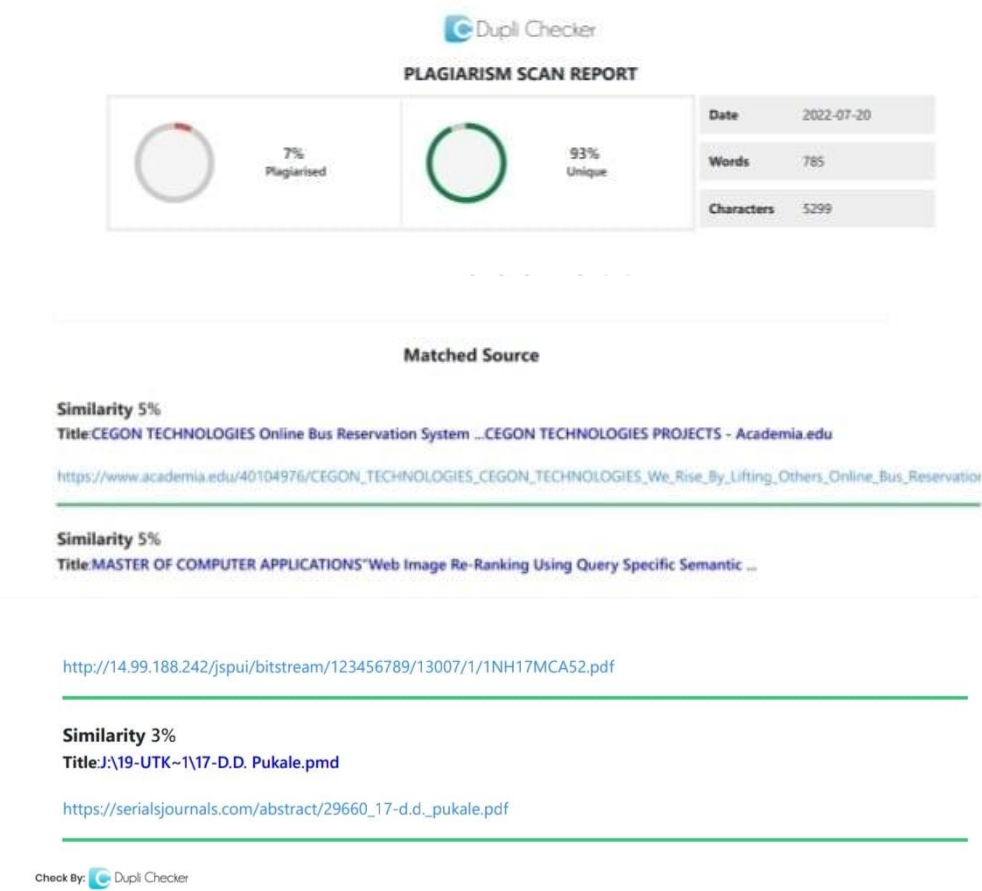 C Dupli Checker
PLAGIARISM SCAN REPORT
7%
Plagiarised
93%
Unique
Date 2022-07-20
Words 785
Characters 5299
Matched Source
Similarity 5%
Title:CEGON TECHNOLOGIES Online Bus Reservation System ...CEGON TECHNOLOGIES PROJECTS - Academia.edu
https://www.academia.edu/40104976/CEGON_TECHNOLOGIES_CEGON_TECHNOLOGIES_We_Rise_By_Lifting_Others_Online_Bus_Reservation
Similarity 5%
Title:MASTER OF COMPUTER APPLICATIONS"Web Image Re-Ranking Using Query Specific Semantic ...
http://14.99.188.242/jspui/bitstream/123456789/13007/1/1NH17MCA52.pdf
Similarity 3%
Title:J:\19-UTK~1\17-D.D. Pukale.pmd
https://serialsjournals.com/abstract/29660_17-d.d._pukale.pdf
Check By: C Dupli Checker